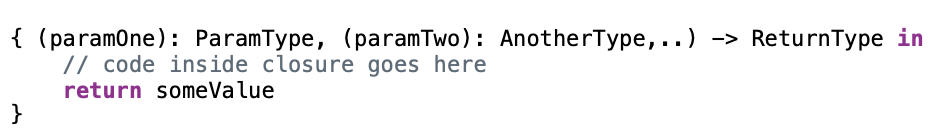 { (paramOne): ParamType, (paramTwo): AnotherType,..) -> ReturnType in
// code inside closure goes here
return someValue
}